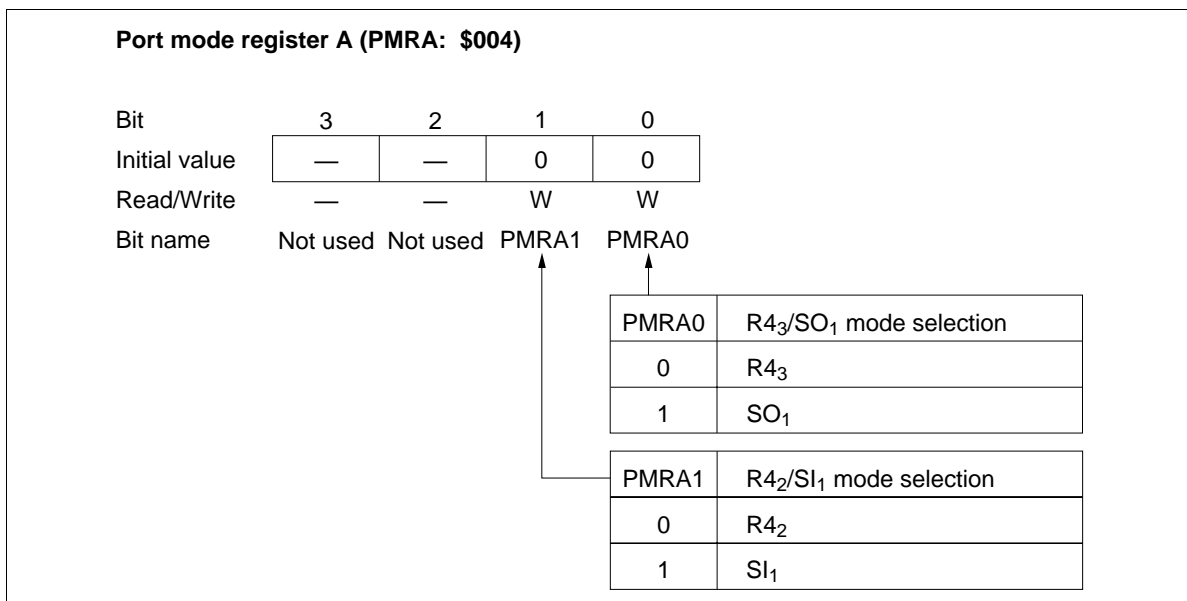 Port mode register A (PMRA: $004)
Bit 3 2 1 0
Initial value — — 0 0
Read/Write — — W W
Bit name Not used Not used PMRA1 PMRA0
PMRA0 R4₃/SO₁ mode selection
0 R4₃
1 SO₁
PMRA1 R4₂/SI₁ mode selection
0 R4₂
1 SI₁